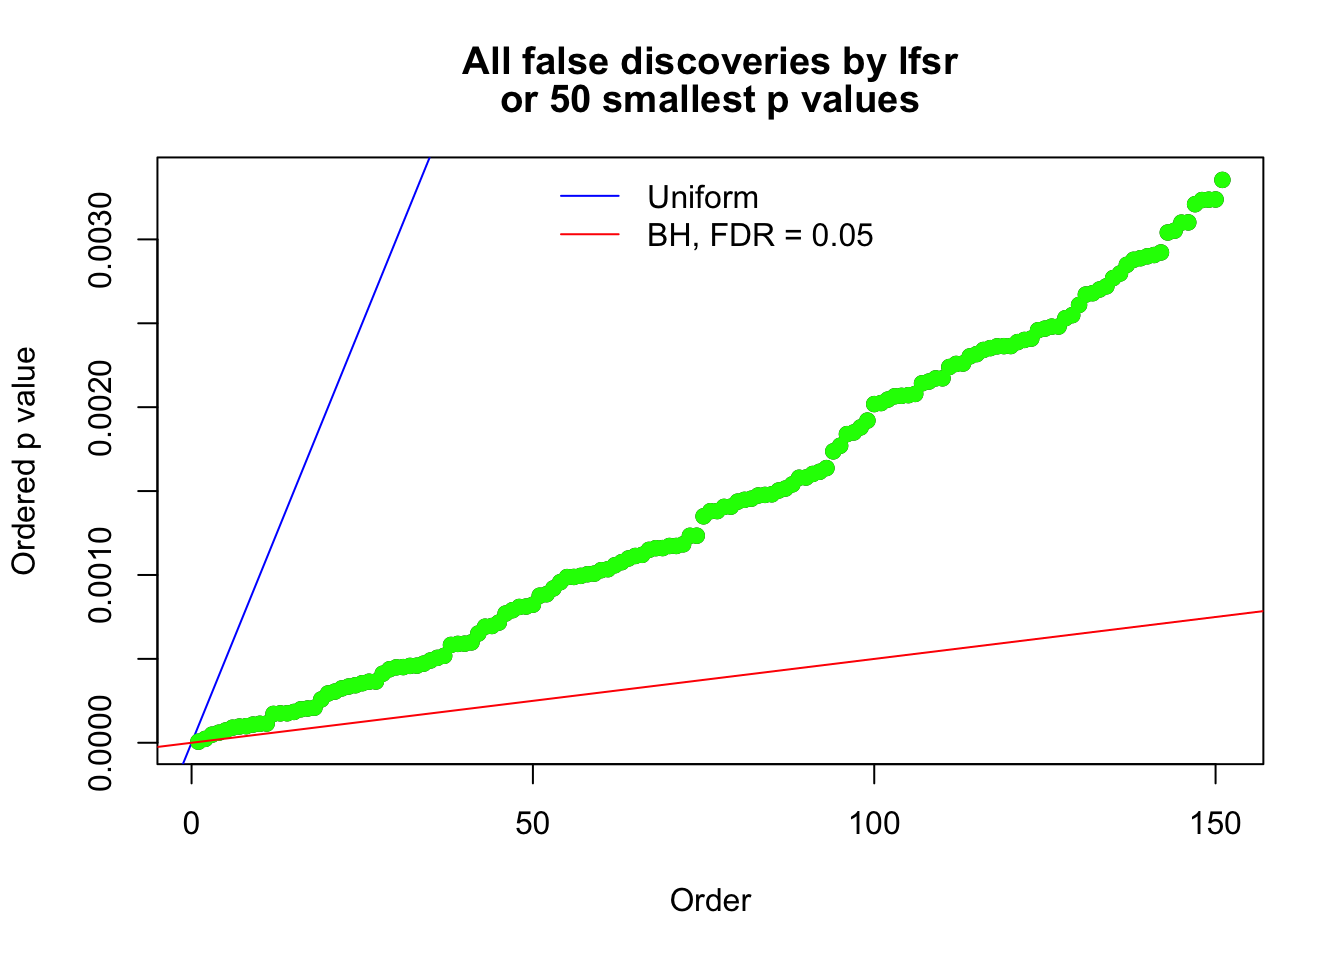 All false discoveries by lfsr
or 50 smallest p values
Uniform
BH, FDR = 0.05
Ordered p value
0.0000
0.0010
0.0020
0.0030
0
50
100
150
Order